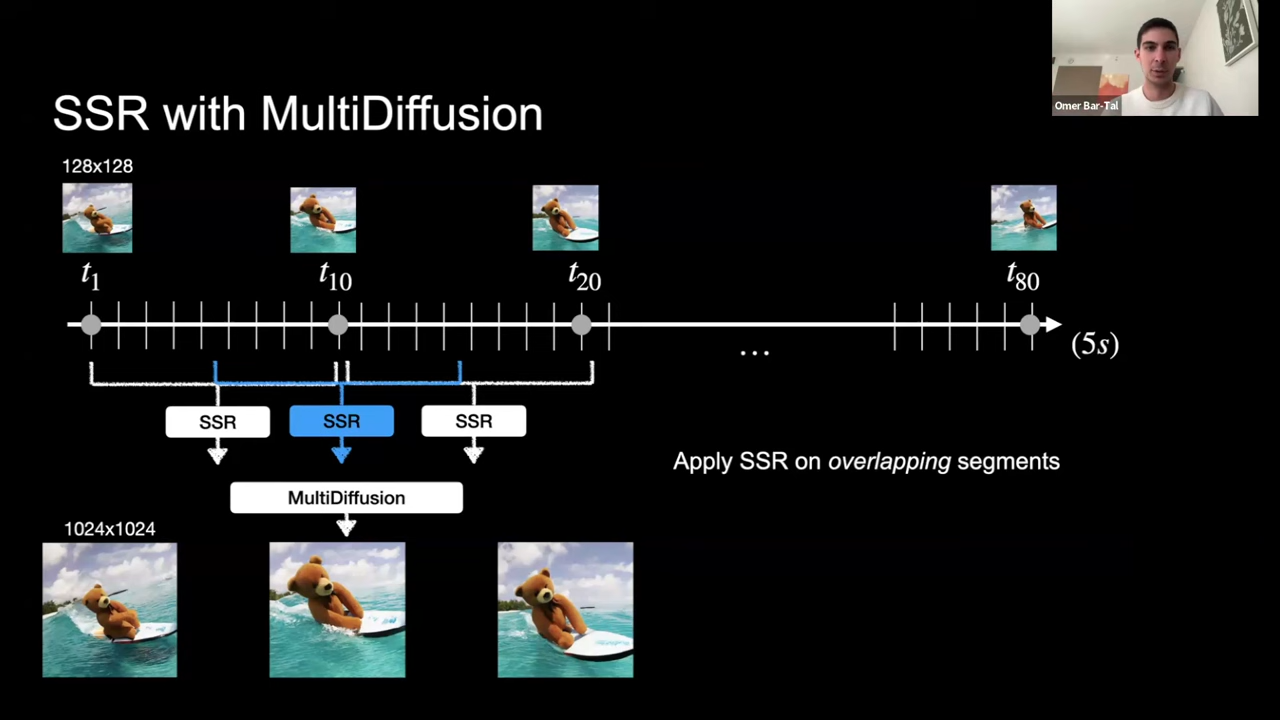 Omer Bar-Tal
SSR with MultiDiffusion
128x128
t1 t10 t20 t80
... (5s)
SSR SSR SSR
Apply SSR on overlapping segments
MultiDiffusion
1024x1024